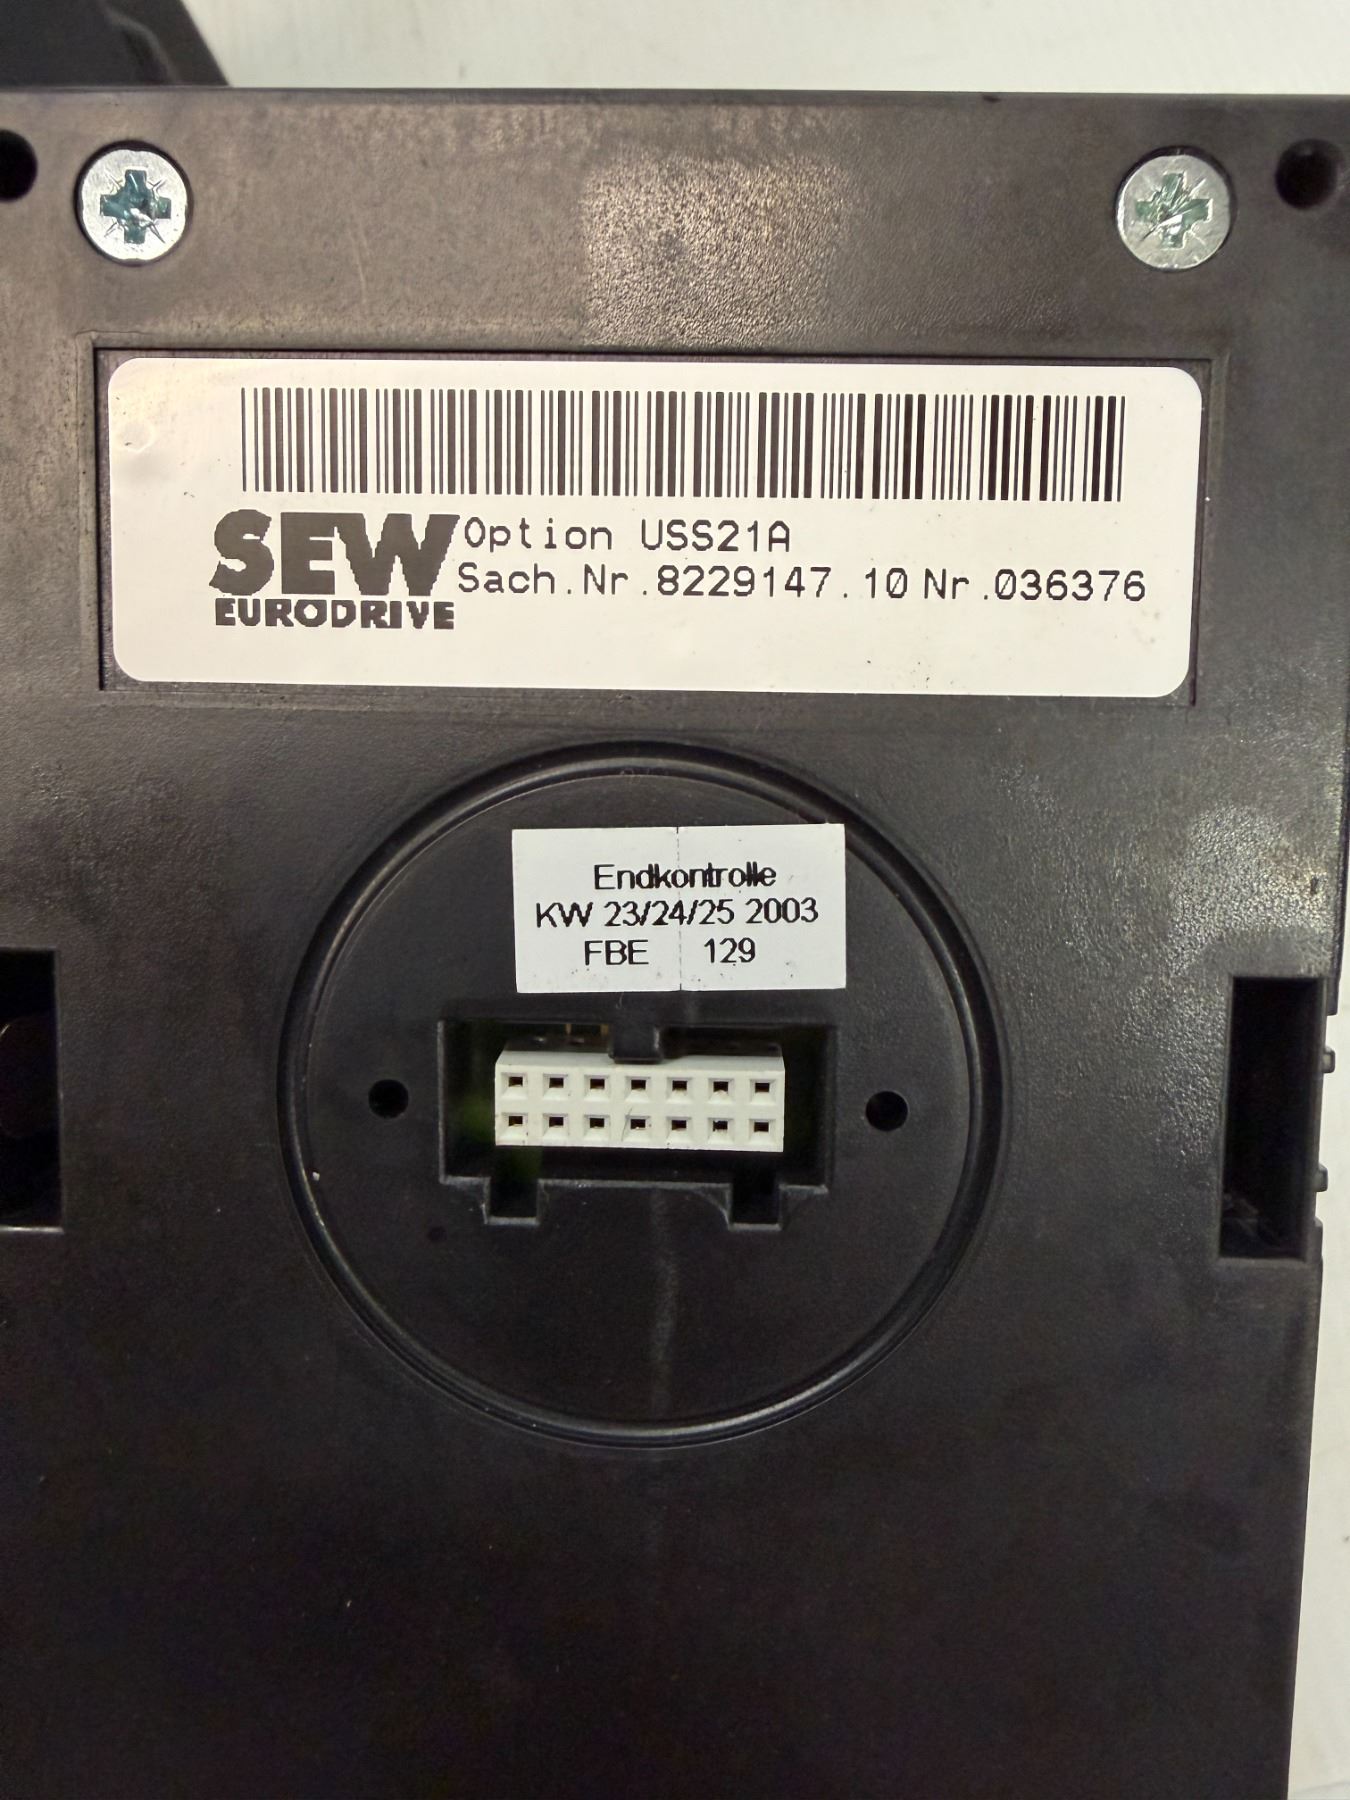 SEW
EURODRIVE
Option USS21A
Sach.Nr.8229147.10 Nr.036376
Endkontrolle
KW 23/24/25 2003
FBE 129